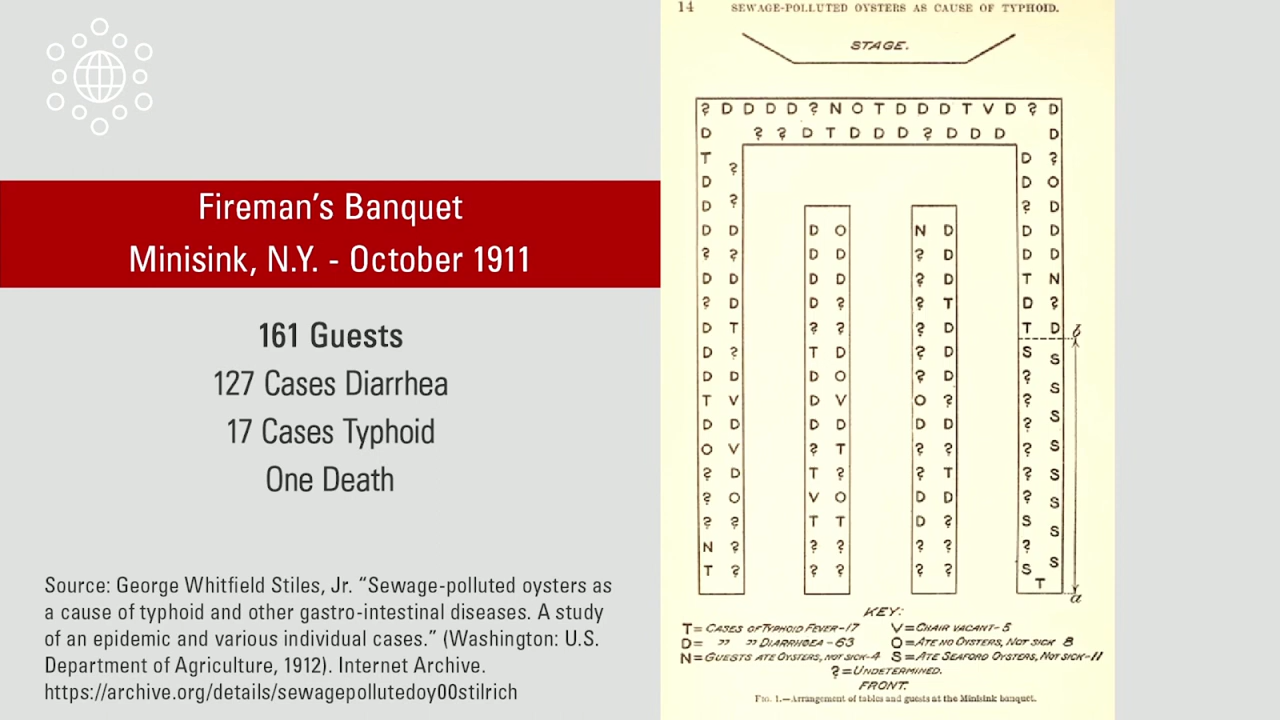 Fireman's Banquet
Minisink, N.Y. - October 1911
161 Guests
127 Cases Diarrhea
17 Cases Typhoid
One Death
Source: George Whitfield Stiles, Jr. “Sewage-polluted oysters as
a cause of typhoid and other gastro-intestinal diseases. A study
of an epidemic and various individual cases.” (Washington: U.S.
Department of Agriculture, 1912). Internet Archive.
https://archive.org/details/sewagepollutedoy00stilrich
14 SEWAGE-POLLUTED OYSTERS AS CAUSE OF TYPHOID.
STAGE.
? D D D D ? N O T D D D T V D ? D
D ? ? D T D D D ? D D D D
T ? D ?
D D O
D ? ? D
D D D O N D D D
? ? D D ? D D D
D D D D ? D T N
? D D ? ? T D ?
D T ? ? ? D T D b
D ? T D ? D S S
D D D O ? D ? S
T V D V O ? ? S
D D D D D D ?
O V ? T ? ? ? S
? D T ? ? T ? S
? O V O D D ? S
? ? T T D ? S S
N ? ? ? ? ? ? S
T ? ? ? ? ? S
T a
KEY:
T= CASES OF TYPHOID FEVER-17 V= CHAIR VACANT-5
D= " " DIARRHŒA-63 O= ATE NO OYSTERS, NOT SICK 8
N= GUESTS ATE OYSTERS, NOT SICK-4 S= ATE SEAFORD OYSTERS, NOT SICK-11
?= UNDETERMINED.
FRONT.
FIG. 1.—Arrangement of tables and guests at the Minisink banquet.